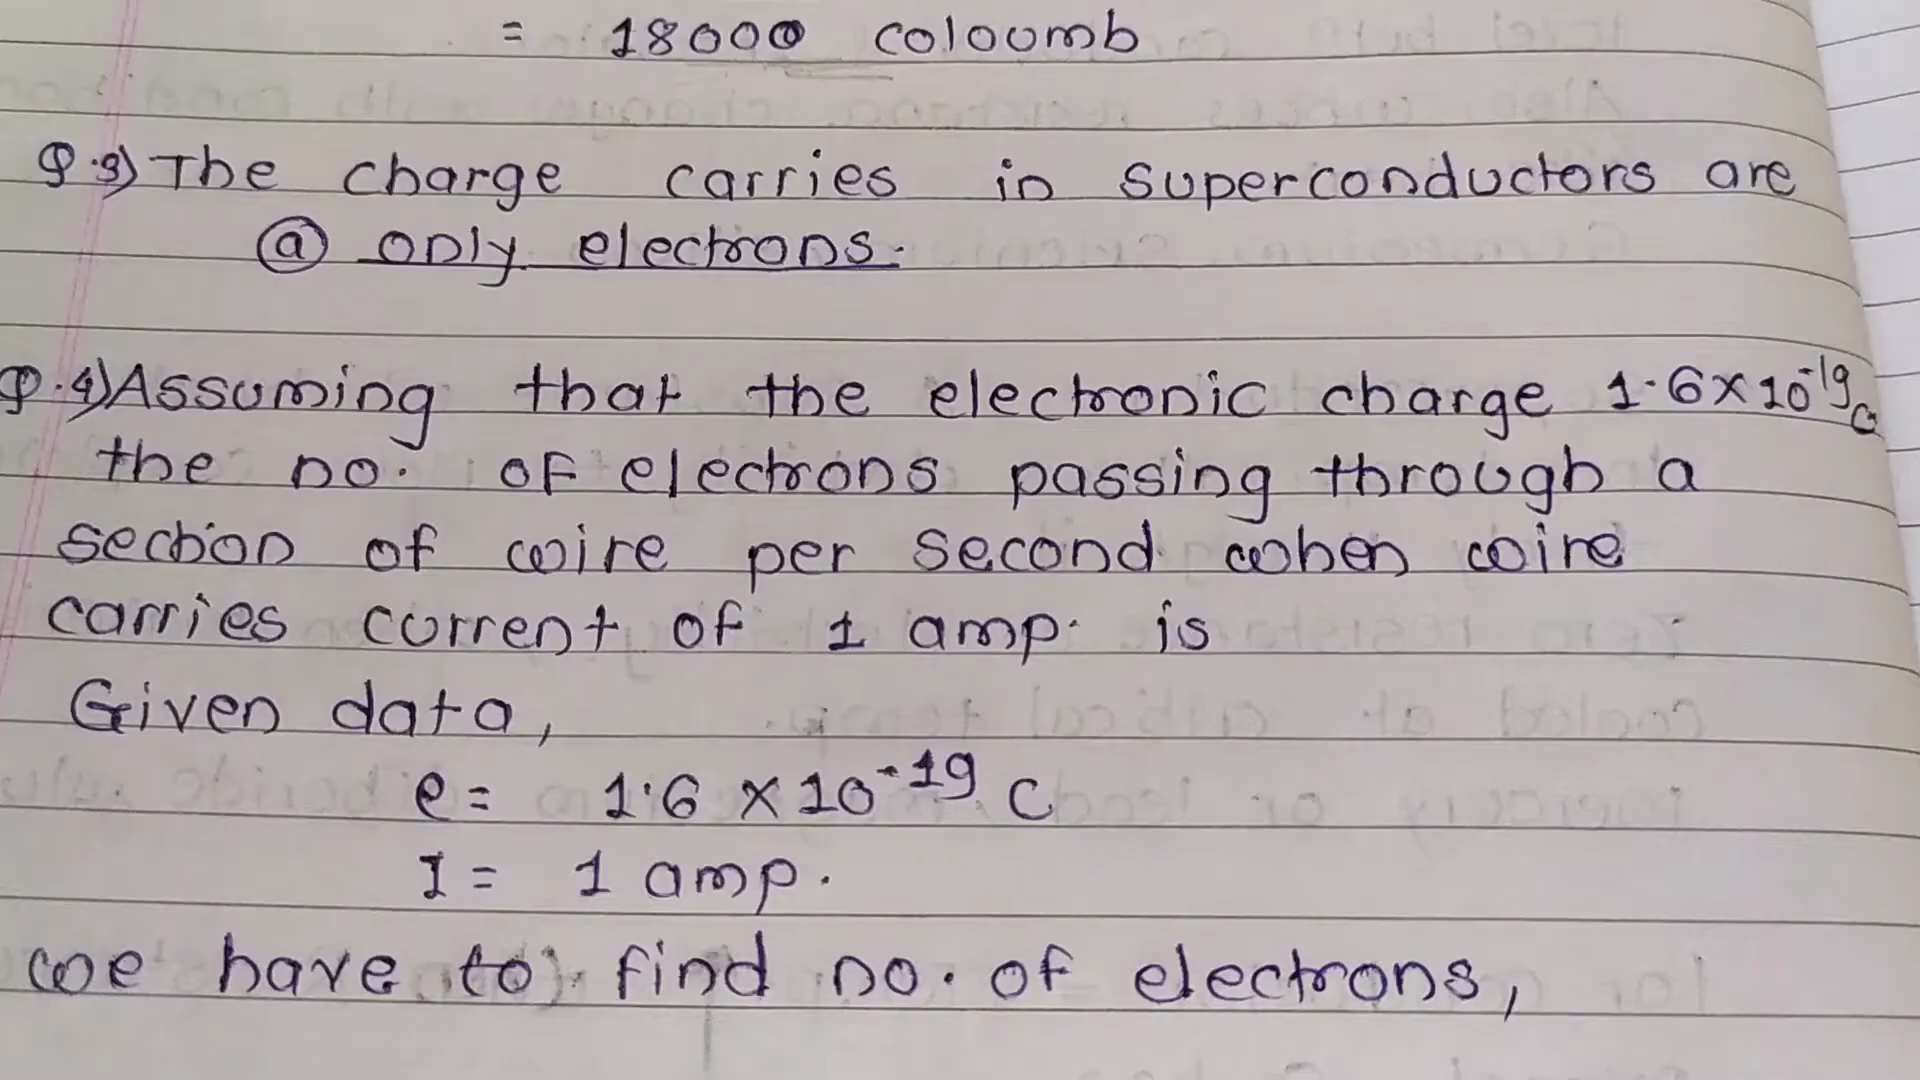 = 18000 coloumb
Q.3) The charge carries in superconductors are
ⓐ only electrons.
Q.4) Assuming that the electronic charge 1.6×10⁻¹⁹C
the no. of electrons passing through a
section of wire per second when wire
carries current of 1 amp. is
Given data,
e = 1.6 × 10⁻¹⁹ C
I = 1 amp.
we have to find no. of electrons,